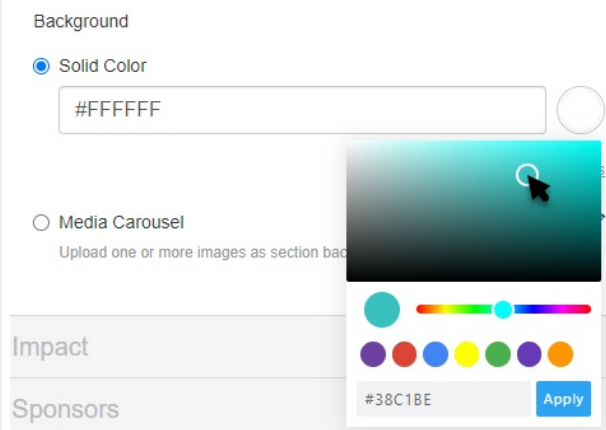 Background
Solid Color
#FFFFFF
Media Carousel
Upload one or more images as section bac
Impact
#38C1BE
Apply
Sponsors